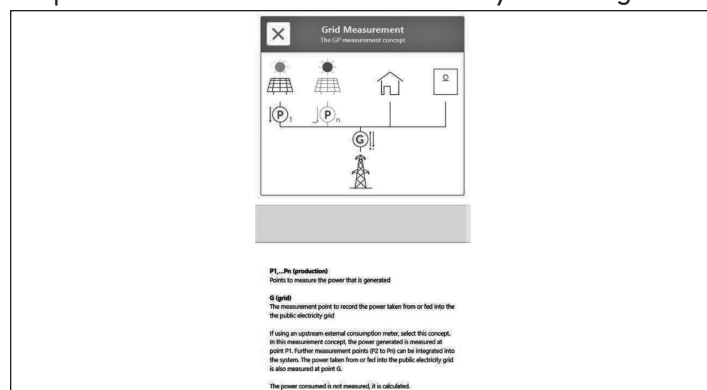 Grid Measurement
The GP measurement concept
P1 Pn
G
P1,...Pn (production)
Points to measure the power that is generated
G (grid)
The measurement point to record the power taken from or fed into the
the public electricity grid
If using an upstream external consumption meter, select this concept.
In this measurement concept, the power generated is measured at
point P1. Further measurement points (P2 to Pn) can be integrated into
the system. The power taken from or fed into the public electricity grid
is also measured at point G.
The power consumed is not measured, it is calculated.